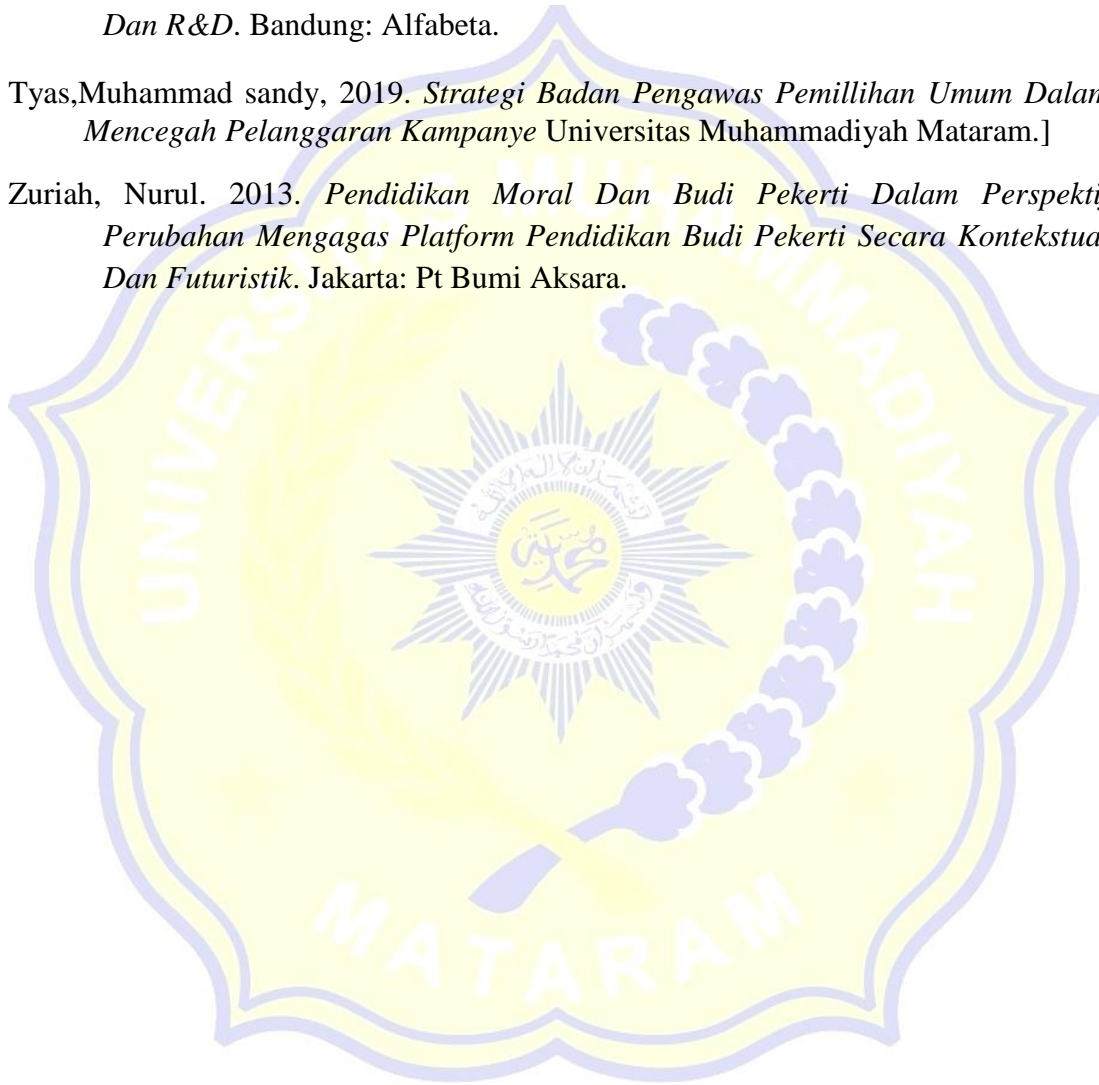 Dan R&D. Bandung: Alfabeta.
Tyas,Muhammad sandy, 2019. Strategi Badan Pengawas Pemillihan Umum Dalam
Mencegah Pelanggaran Kampanye Universitas Muhammadiyah Mataram.]
Zuriah, Nurul. 2013. Pendidikan Moral Dan Budi Pekerti Dalam Perspektif
Perubahan Mengagas Platform Pendidikan Budi Pekerti Secara Kontekstual
Dan Futuristik. Jakarta: Pt Bumi Aksara.
UNIVERSITAS MUHAMMADIYAH
MATARAM